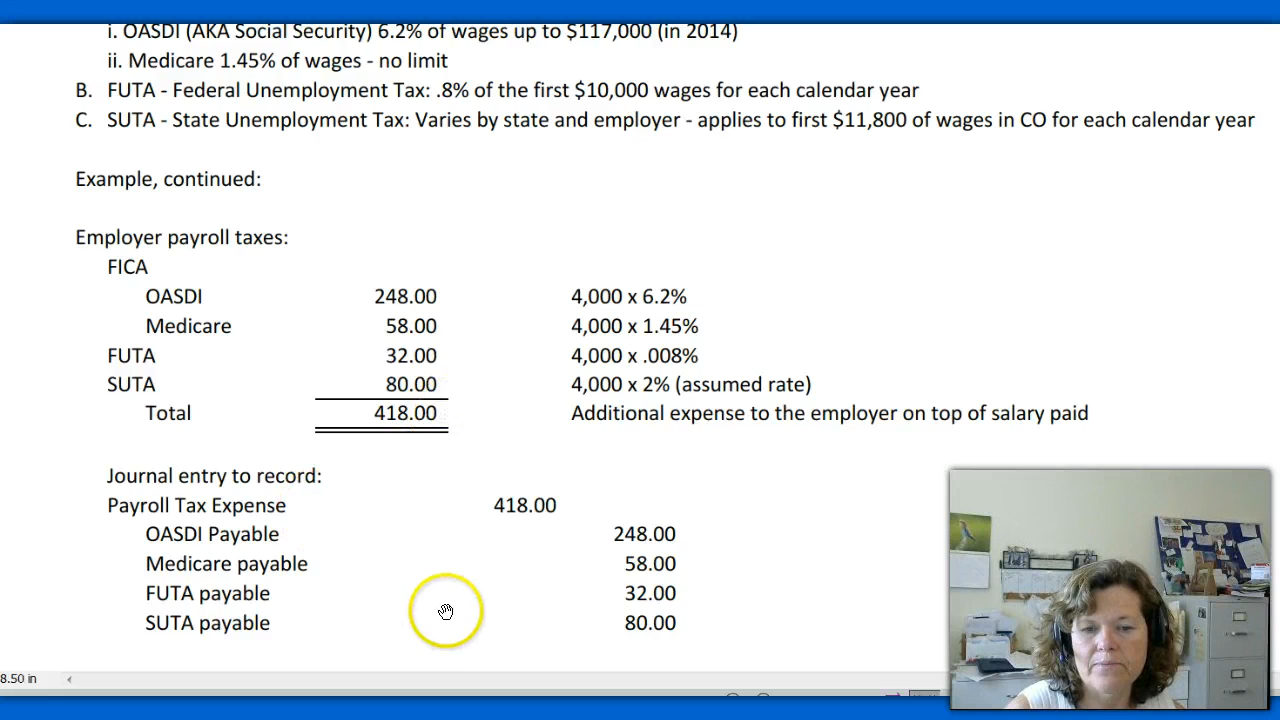 i. OASDI (AKA Social Security) 6.2% of wages up to $117,000 (in 2014)
ii. Medicare 1.45% of wages - no limit
B. FUTA - Federal Unemployment Tax: .8% of the first $10,000 wages for each calendar year
C. SUTA - State Unemployment Tax: Varies by state and employer - applies to first $11,800 of wages in CO for each calendar year
Example, continued:
Employer payroll taxes:
FICA
OASDI 248.00 4,000 x 6.2%
Medicare 58.00 4,000 x 1.45%
FUTA 32.00 4,000 x .008%
SUTA 80.00 4,000 x 2% (assumed rate)
Total 418.00 Additional expense to the employer on top of salary paid
Journal entry to record:
Payroll Tax Expense 418.00
OASDI Payable 248.00
Medicare payable 58.00
FUTA payable 32.00
SUTA payable 80.00
8.50 in